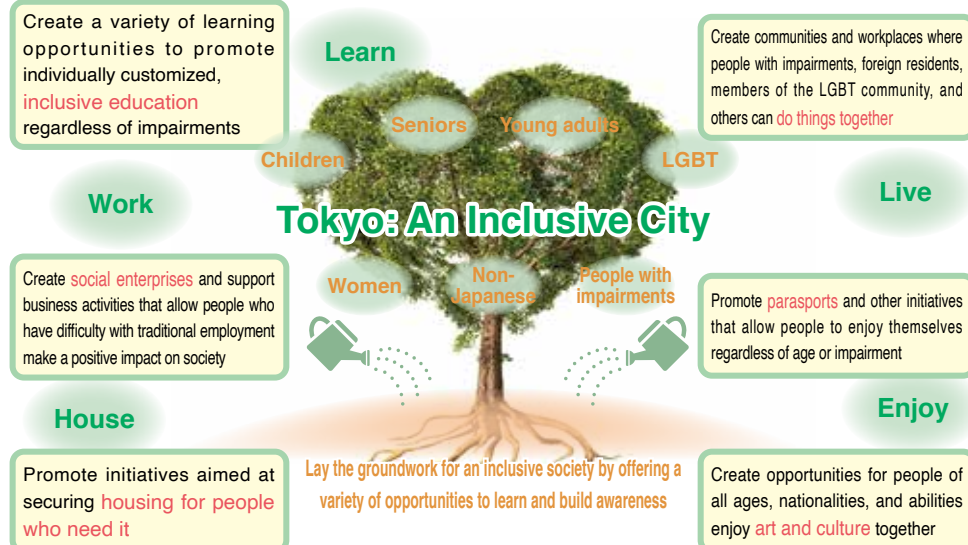 Create a variety of learning
opportunities to promote
individually customized,
inclusive education
regardless of impairments
Learn
Create communities and workplaces where
people with impairments, foreign residents,
members of the LGBT community, and
others can do things together
Seniors
Young adults
Children
LGBT
Work
Live
Tokyo: An Inclusive City
Women
Non-
Japanese
People with
impairments
Create social enterprises and support
business activities that allow people who
have difficulty with traditional employment
make a positive impact on society
Promote parasports and other initiatives
that allow people to enjoy themselves
regardless of age or impairment
House
Enjoy
Promote initiatives aimed at
securing housing for people
who need it
Lay the groundwork for an inclusive society by offering a
variety of opportunities to learn and build awareness
Create opportunities for people of
all ages, nationalities, and abilities
enjoy art and culture together